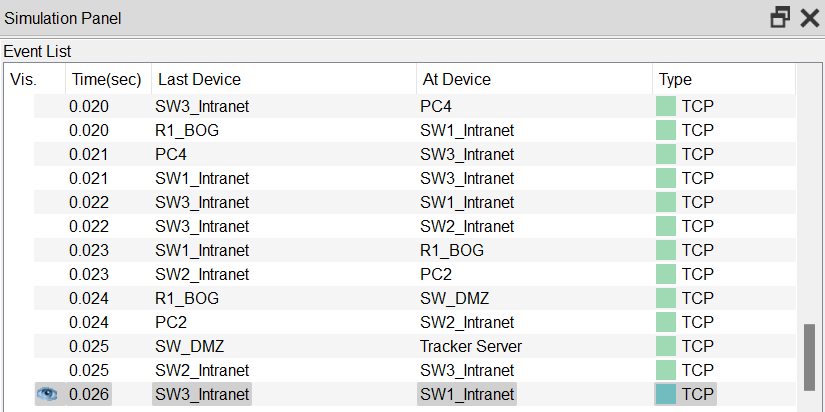 Simulation Panel
Event List
Vis. Time(sec) Last Device At Device Type
0.020 SW3_Intranet PC4 TCP
0.020 R1_BOG SW1_Intranet TCP
0.021 PC4 SW3_Intranet TCP
0.021 SW1_Intranet SW3_Intranet TCP
0.022 SW3_Intranet SW1_Intranet TCP
0.022 SW3_Intranet SW2_Intranet TCP
0.023 SW1_Intranet R1_BOG TCP
0.023 SW2_Intranet PC2 TCP
0.024 R1_BOG SW_DMZ TCP
0.024 PC2 SW2_Intranet TCP
0.025 SW_DMZ Tracker Server TCP
0.025 SW2_Intranet SW3_Intranet TCP
0.026 SW3_Intranet SW1_Intranet TCP